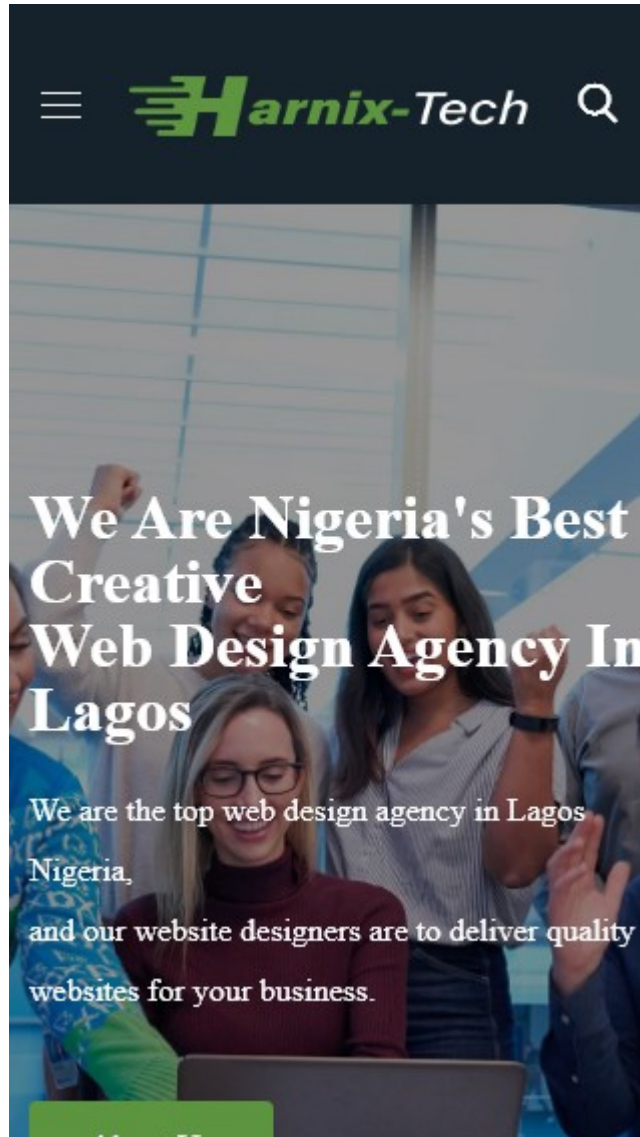 Harnix-Tech
We Are Nigeria's Best
Creative
Web Design Agency In
Lagos
We are the top web design agency in Lagos
Nigeria,
and our website designers are to deliver quality
websites for your business.